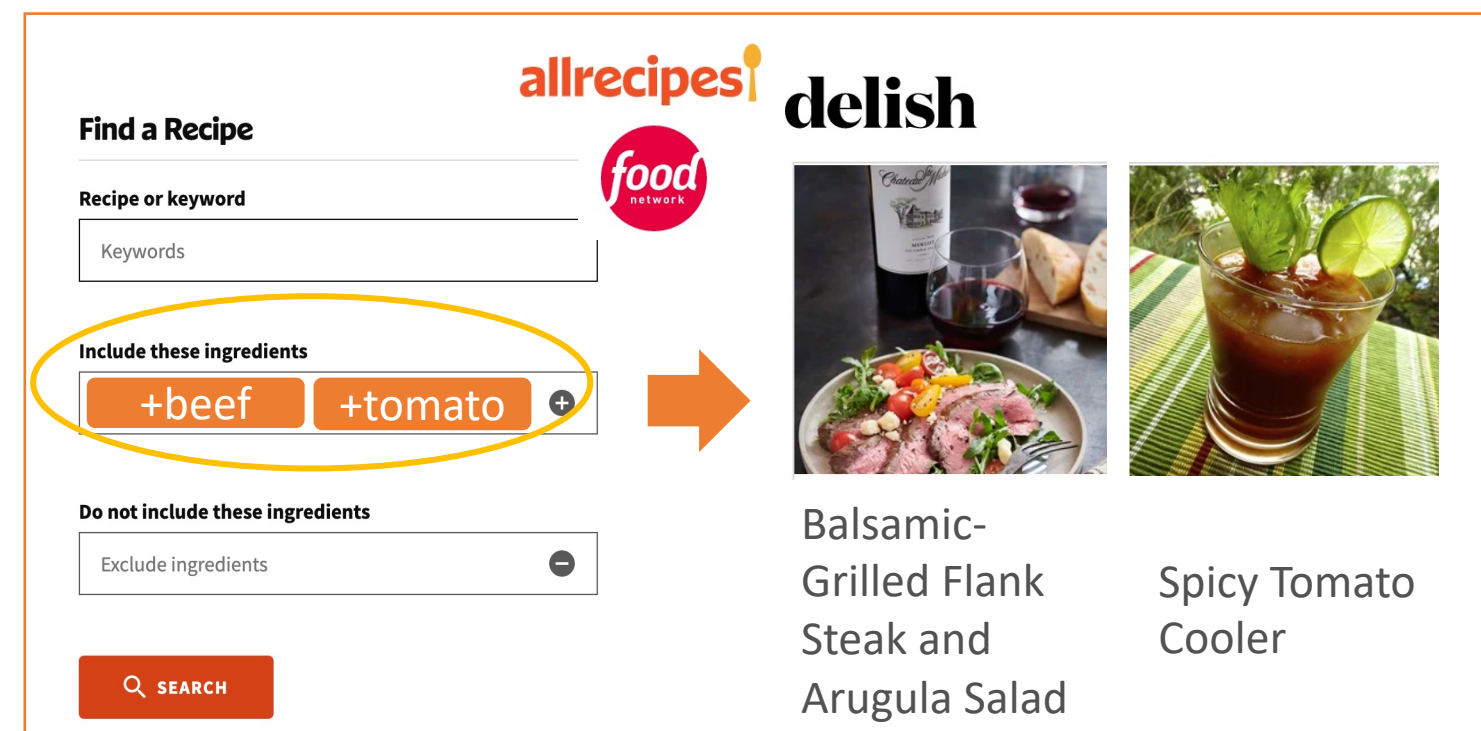 allrecipes
delish
Find a Recipe
food
network
Recipe or keyword
Keywords
Include these ingredients
+beef +tomato
Do not include these ingredients
Exclude ingredients
SEARCH
MERLOT
Balsamic-
Grilled Flank
Steak and
Arugula Salad
Spicy Tomato
Cooler